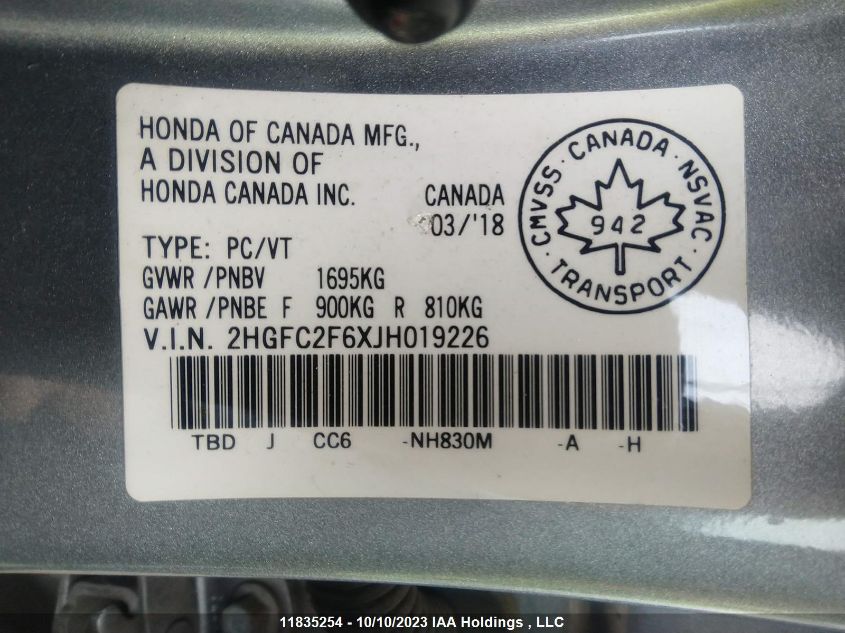 HONDA OF CANADA MFG.,
A DIVISION OF
HONDA CANADA INC. CANADA
03/'18
TYPE: PC/VT
GVWR /PNBV 1695KG
GAWR /PNBE F 900KG R 810KG
V.I.N. 2HGFC2F6XJH019226
TBD J CC6 -NH830M -A -H
CMVSS · CANADA · NSVAC
942
TRANSPORT
11835254 - 10/10/2023 IAA Holdings , LLC